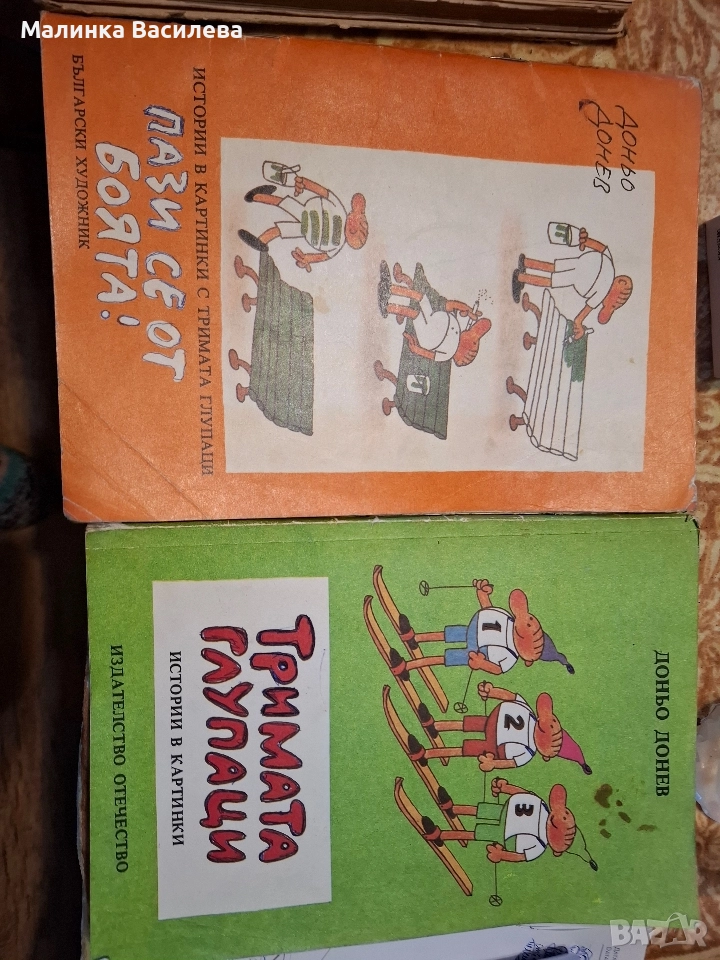 Малинка Василева
ДОНЬО
ДОНЕВ
ИСТОРИИ В КАРТИНКИ С ТРИМАТА ГЛУПАЦИ
ПАЗИ СЕ ОТ
БОЯТА!
БЪЛГАРСКИ ХУДОЖНИК
ДОНЬО ДОНЕВ
1
2
3
ТРИМАТА
ГЛУПАЦИ
ИСТОРИИ В КАРТИНКИ
ИЗДАТЕЛСТВО ОТЕЧЕСТВО
BAZAR